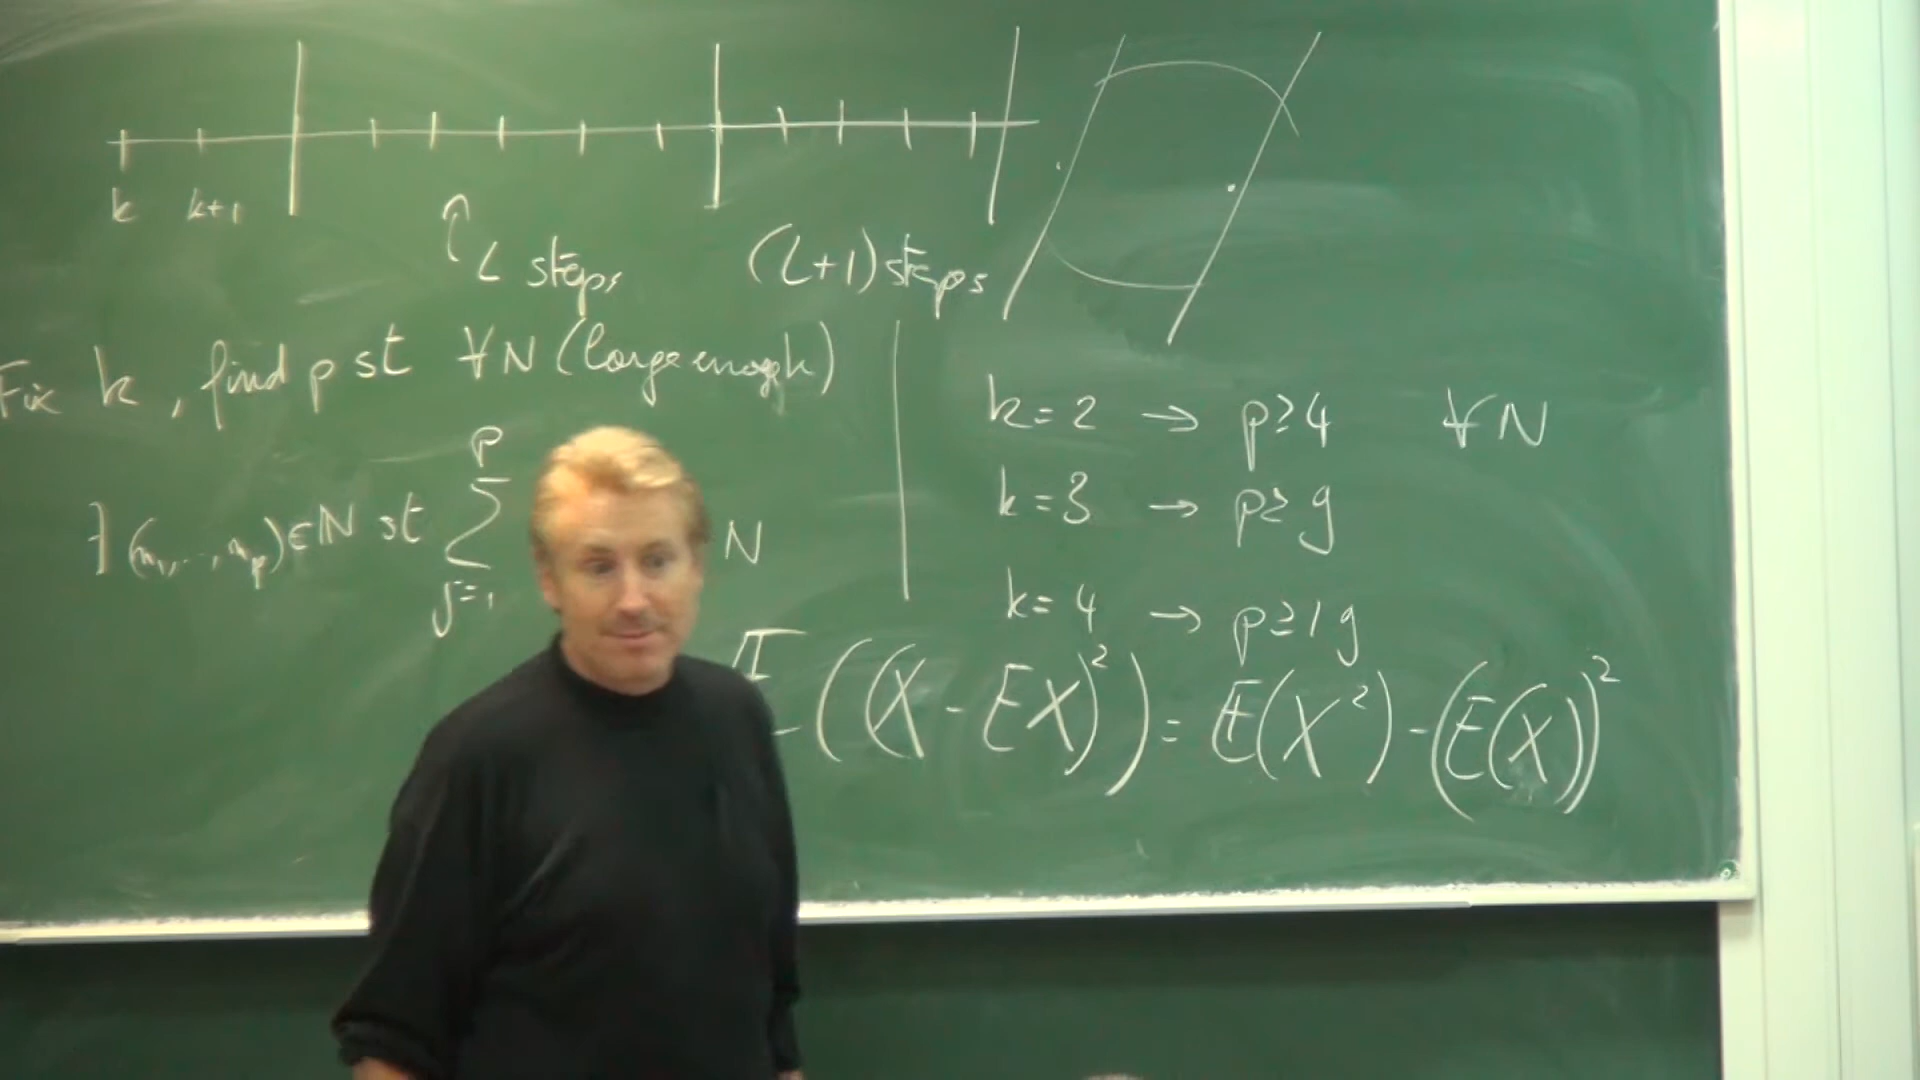 k k+1
L steps (L+1) steps
Fix k, find p st ∀N (large enough)
∃ (n₁, .., n_p) ∈ N st ∑_{j=1}^{p} N
k=2 → p≥4 ∀N
k=3 → p≥9
k=4 → p≥19
E((X-EX)²) = E(X²) - (E(X))²